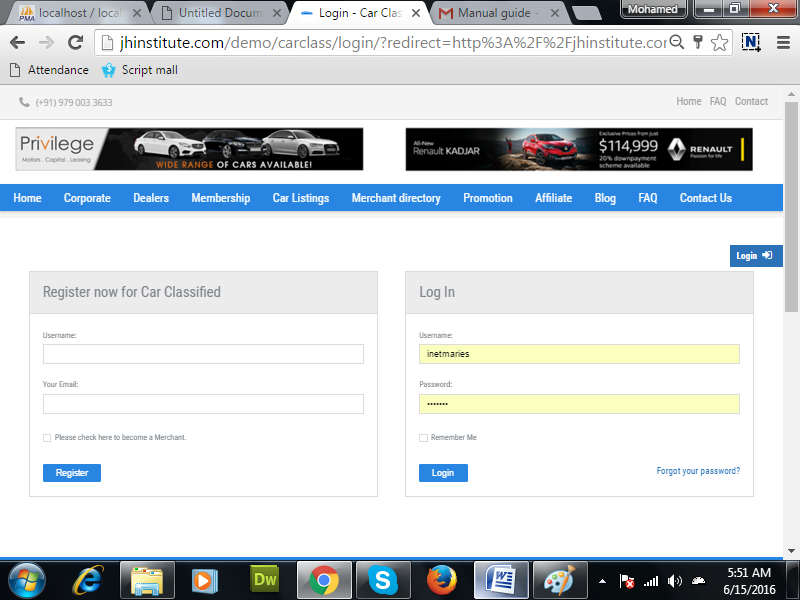 localhost / local
Untitled Docum
Login - Car Clas
Manual guide -
Mohamed
jhinstitute.com/demo/carclass/login/?redirect=http%3A%2F%2Fjhinstitute.cor
Attendance
Script mall
(+91) 979 003 3633
Home FAQ Contact
Privilege
Motors . Capital . Leasing
WIDE RANGE OF CARS AVAILABLE!
All-New
Renault KADJAR
Exclusive Prices from just
$114,999
20% downpayment
scheme available
RENAULT
Passion for life
Home Corporate Dealers Membership Car Listings Merchant directory Promotion Affiliate Blog FAQ Contact Us
Login
Register now for Car Classified
Username:
Your Email:
Please check here to become a Merchant.
Register
Log In
Username:
inetmaries
Password:
•••••••
Remember Me
Login
Forgot your password?
Dw
5:51 AM
6/15/2016